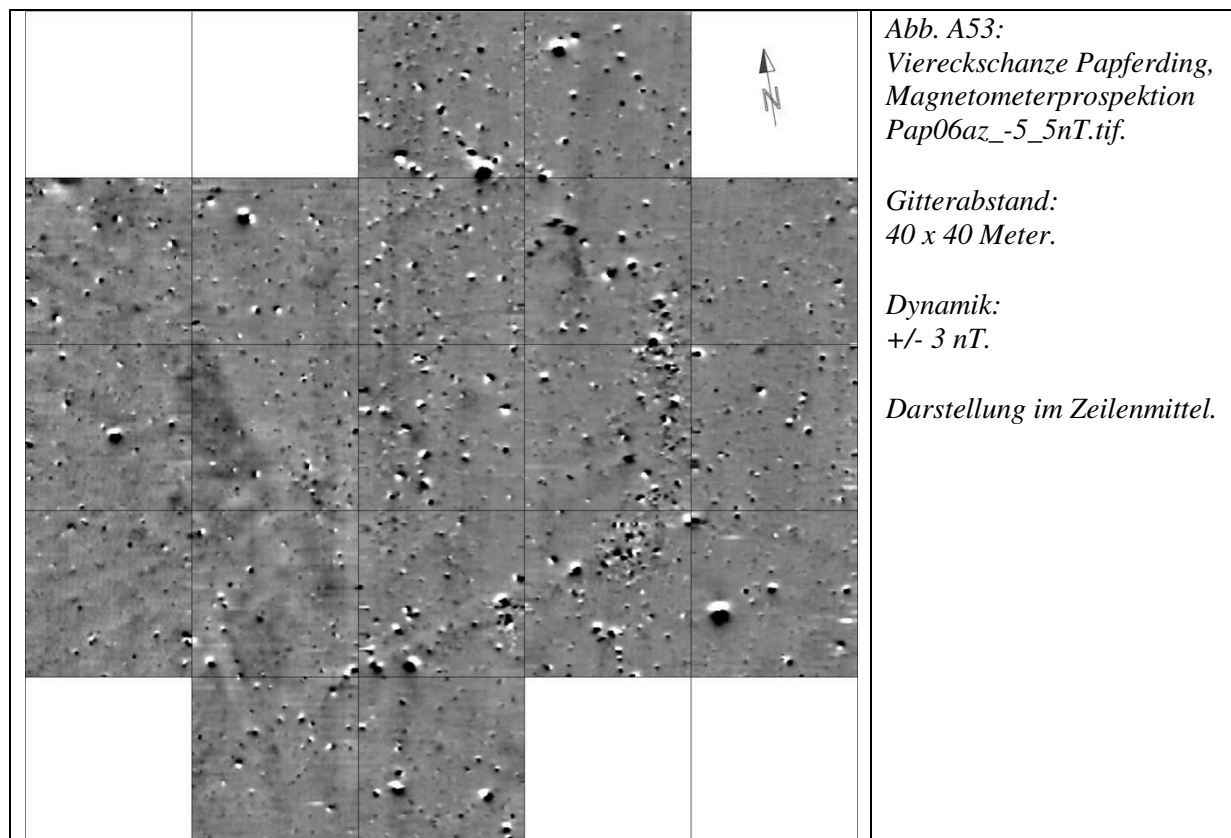 Abb. A53:
Viereckschanze Papferding,
Magnetometerprospektion
Pap06az_-5_5nT.tif.
Gitterabstand:
40 x 40 Meter.
Dynamik:
+/- 3 nT.
Darstellung im Zeilenmittel.
N